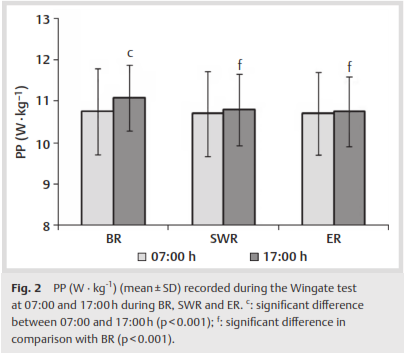 13
12
11
10
9
8
PP (W · kg⁻¹)
c
f
f
BR
SWR
ER
07:00 h
17:00 h
Fig. 2 PP (W · kg⁻¹) (mean ± SD) recorded during the Wingate test
at 07:00 and 17:00 h during BR, SWR and ER. ᶜ: significant difference
between 07:00 and 17:00 h (p < 0.001); ᶠ: significant difference in
comparison with BR (p < 0.001).